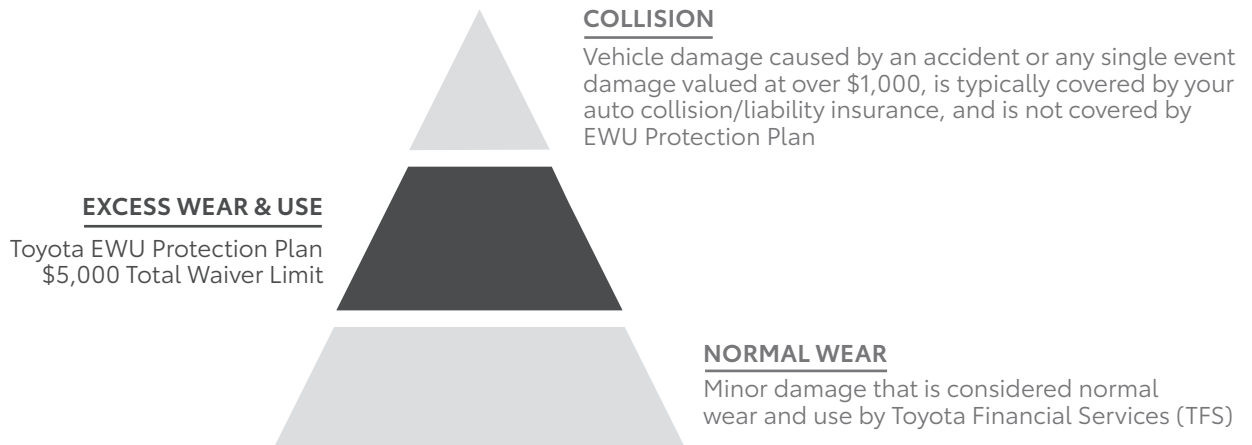 COLLISION
Vehicle damage caused by an accident or any single event
damage valued at over $1,000, is typically covered by your
auto collision/liability insurance, and is not covered by
EWU Protection Plan
EXCESS WEAR & USE
Toyota EWU Protection Plan
$5,000 Total Waiver Limit
NORMAL WEAR
Minor damage that is considered normal
wear and use by Toyota Financial Services (TFS)